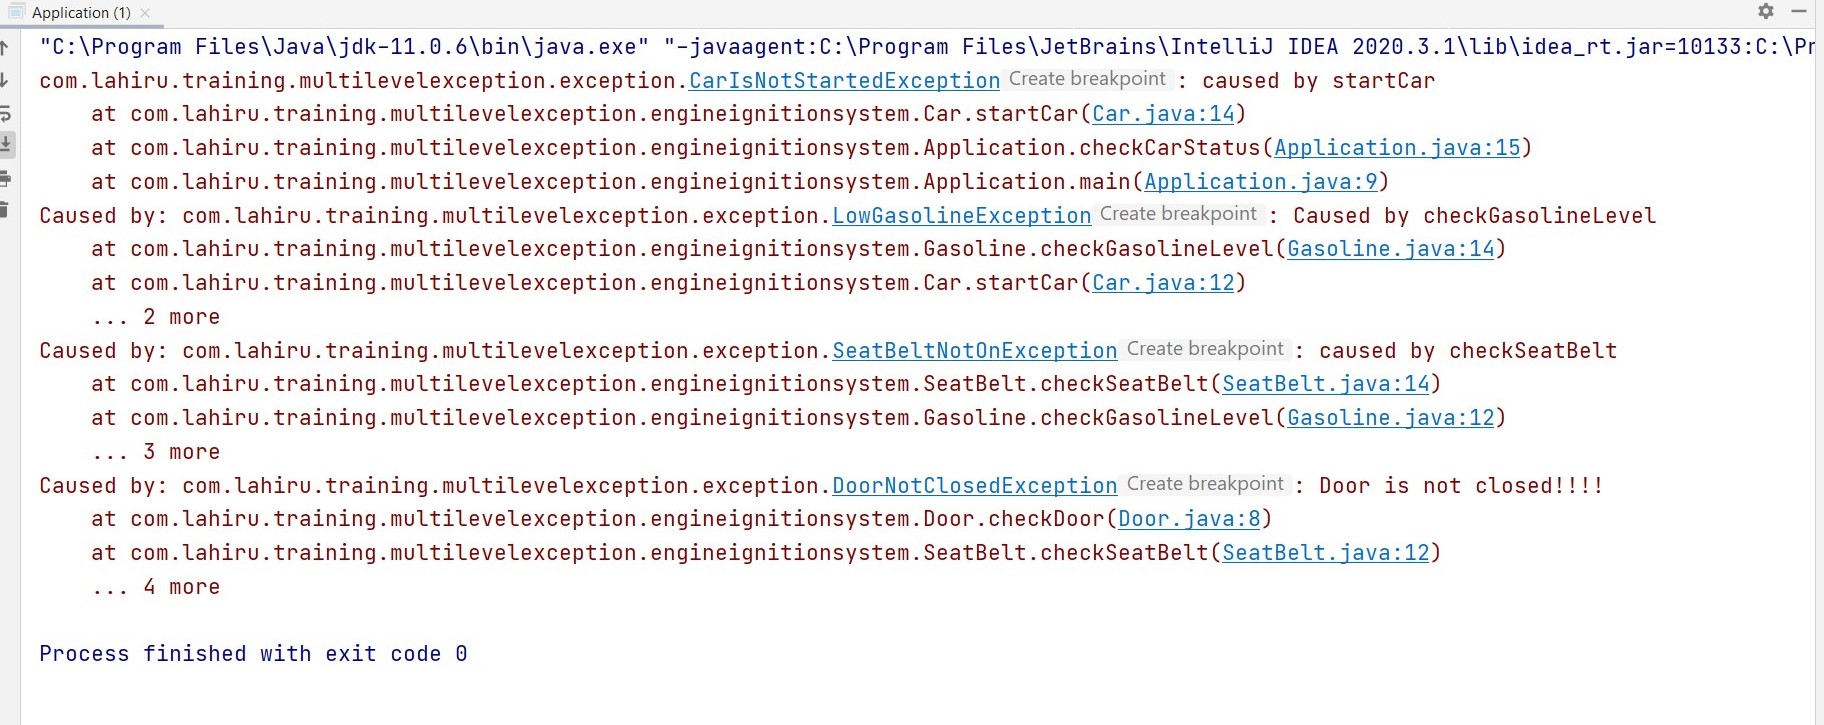 Application (1)
"C:\Program Files\Java\jdk-11.0.6\bin\java.exe" "-javaagent:C:\Program Files\JetBrains\IntelliJ IDEA 2020.3.1\lib\idea_rt.jar=10133:C:\Pr
com.lahiru.training.multilevelexception.exception.CarIsNotStartedException Create breakpoint : caused by startCar
    at com.lahiru.training.multilevelexception.engineignitionsystem.Car.startCar(Car.java:14)
    at com.lahiru.training.multilevelexception.engineignitionsystem.Application.checkCarStatus(Application.java:15)
    at com.lahiru.training.multilevelexception.engineignitionsystem.Application.main(Application.java:9)
Caused by: com.lahiru.training.multilevelexception.exception.LowGasolineException Create breakpoint : Caused by checkGasolineLevel
    at com.lahiru.training.multilevelexception.engineignitionsystem.Gasoline.checkGasolineLevel(Gasoline.java:14)
    at com.lahiru.training.multilevelexception.engineignitionsystem.Car.startCar(Car.java:12)
    ... 2 more
Caused by: com.lahiru.training.multilevelexception.exception.SeatBeltNotOnException Create breakpoint : caused by checkSeatBelt
    at com.lahiru.training.multilevelexception.engineignitionsystem.SeatBelt.checkSeatBelt(SeatBelt.java:14)
    at com.lahiru.training.multilevelexception.engineignitionsystem.Gasoline.checkGasolineLevel(Gasoline.java:12)
    ... 3 more
Caused by: com.lahiru.training.multilevelexception.exception.DoorNotClosedException Create breakpoint : Door is not closed!!!!
    at com.lahiru.training.multilevelexception.engineignitionsystem.Door.checkDoor(Door.java:8)
    at com.lahiru.training.multilevelexception.engineignitionsystem.SeatBelt.checkSeatBelt(SeatBelt.java:12)
    ... 4 more
Process finished with exit code 0